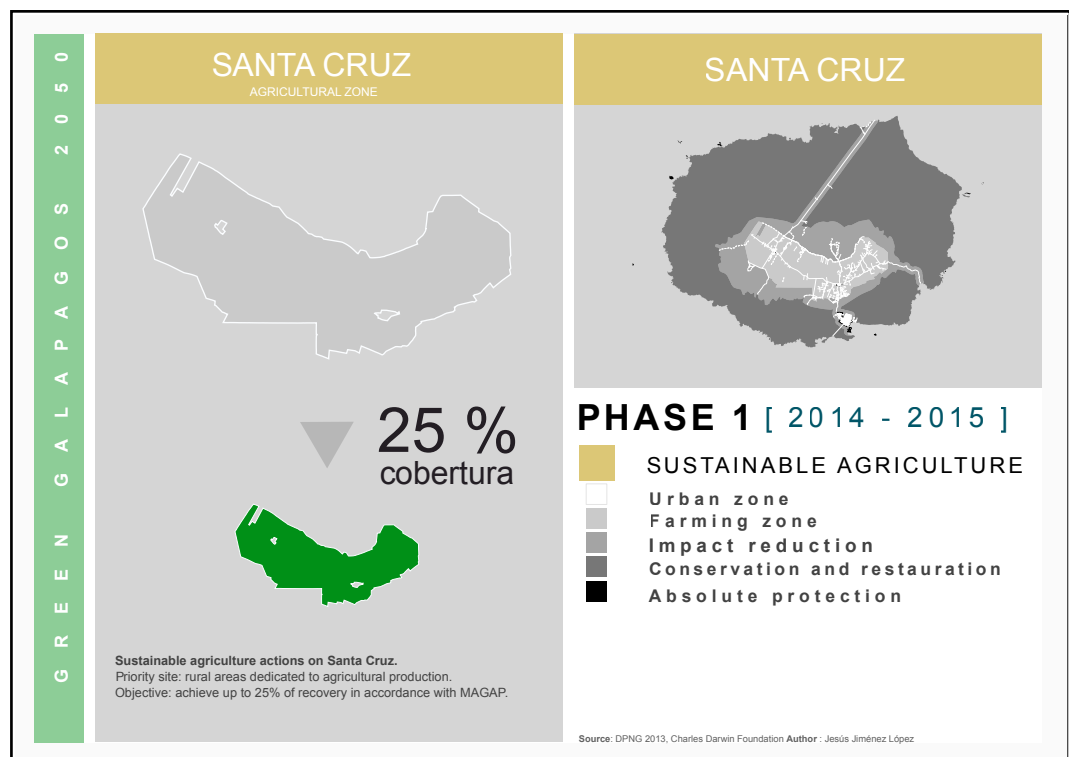 GREEN GALAPAGOS 2050
SANTA CRUZ
AGRICULTURAL ZONE
25 %
cobertura
Sustainable agriculture actions on Santa Cruz.
Priority site: rural areas dedicated to agricultural production.
Objective: achieve up to 25% of recovery in accordance with MAGAP.
SANTA CRUZ
PHASE 1 [ 2014 - 2015 ]
SUSTAINABLE AGRICULTURE
Urban zone
Farming zone
Impact reduction
Conservation and restauration
Absolute protection
Source: DPNG 2013, Charles Darwin Foundation Author : Jesús Jiménez López